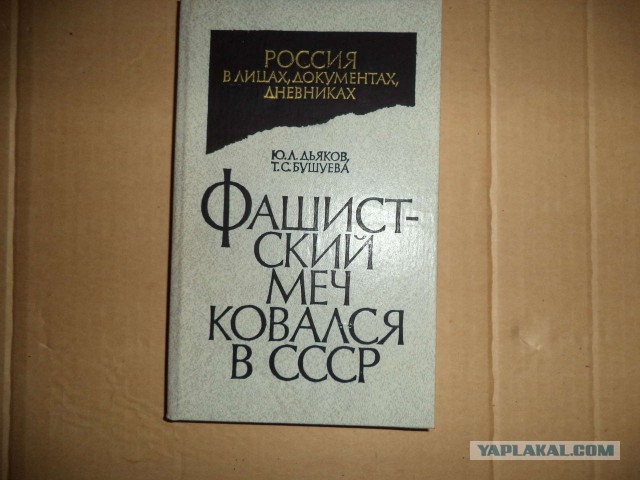 РОССИЯ
В ЛИЦАХ, ДОКУМЕНТАХ,
ДНЕВНИКАХ
Ю.Л. ДЬЯКОВ,
Т.С. БУШУЕВА
ФАШИСТ-
СКИЙ
МЕЧ
КОВАЛСЯ
В СССР
YAPLAKAL.COM